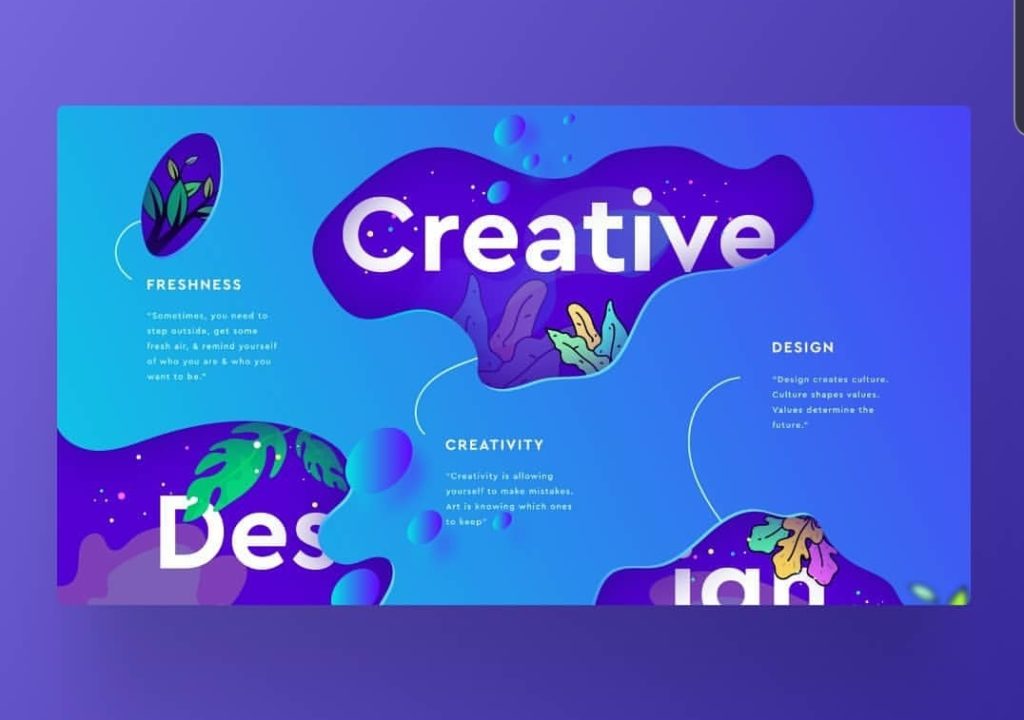 Creative
FRESHNESS
"Sometimes, you need to
step outside, get some
fresh air, & remind yourself
of who you are & who you
want to be."
DESIGN
"Design creates culture.
Culture shapes values.
Values determine the
future."
CREATIVITY
"Creativity is allowing
yourself to make mistakes.
Art is knowing which ones
to keep"
Des
ign